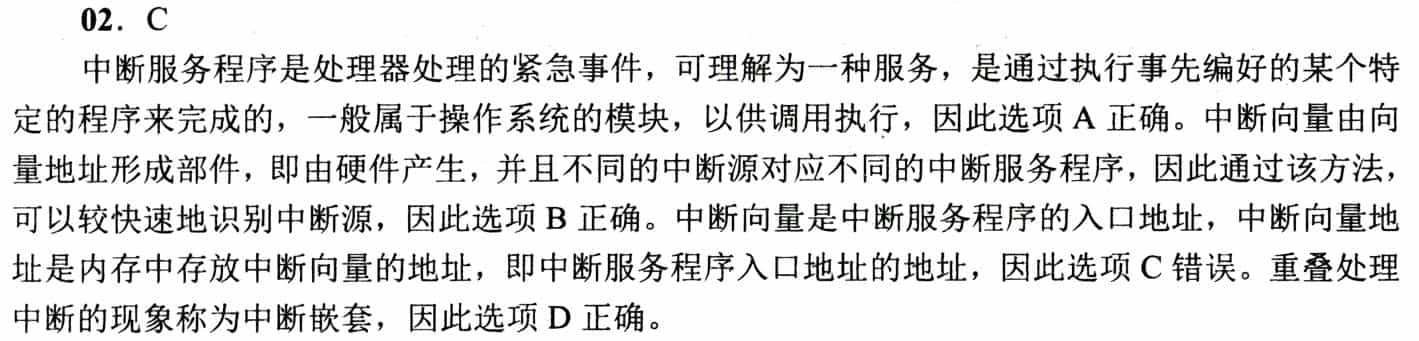 02．C
中断服务程序是处理器处理的紧急事件，可理解为一种服务，是通过执行事先编好的某个特
定的程序来完成的，一般属于操作系统的模块，以供调用执行，因此选项 A 正确。中断向量由向
量地址形成部件，即由硬件产生，并且不同的中断源对应不同的中断服务程序，因此通过该方法，
可以较快速地识别中断源，因此选项 B 正确。中断向量是中断服务程序的入口地址，中断向量地
址是内存中存放中断向量的地址，即中断服务程序入口地址的地址，因此选项 C 错误。重叠处理
中断的现象称为中断嵌套，因此选项 D 正确。